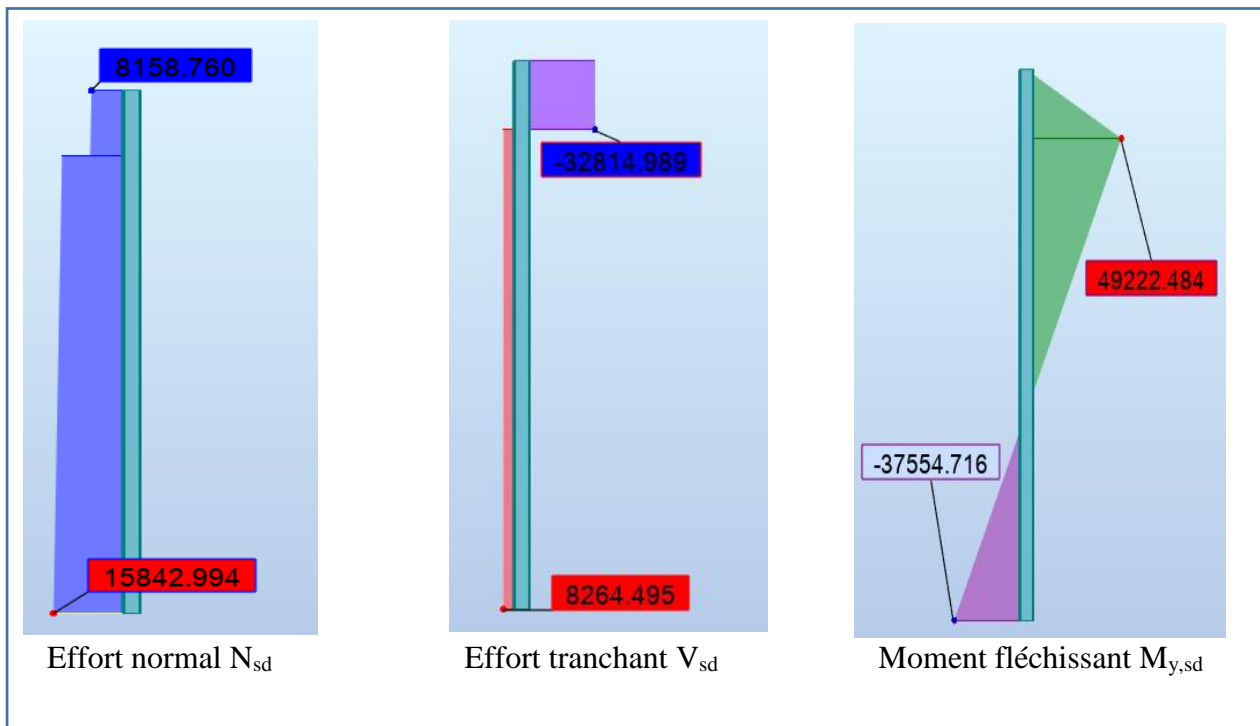 8158.760
15842.994
Effort normal Nsd
-32814.989
8264.495
Effort tranchant Vsd
49222.484
-37554.716
Moment fléchissant My,sd